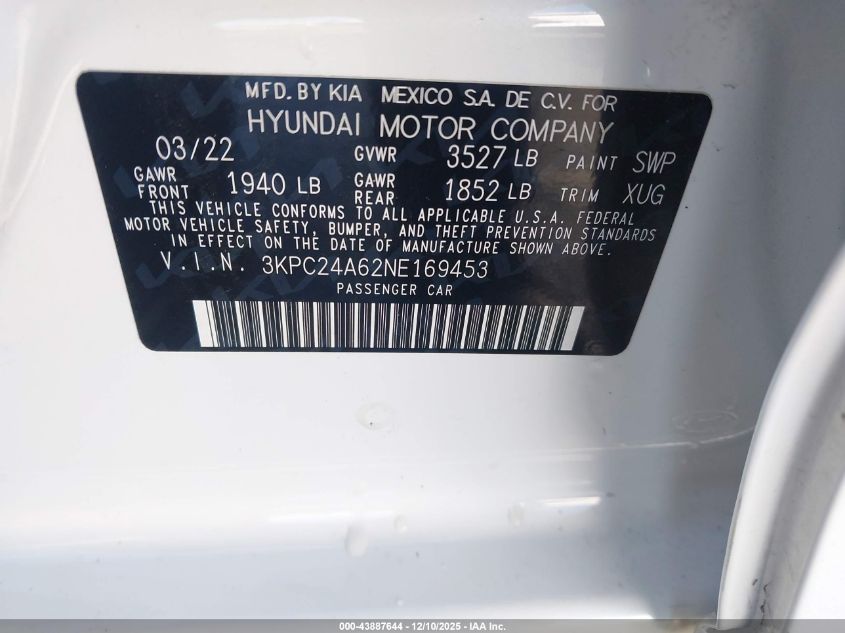 MFD. BY KIA MEXICO S.A. DE C.V. FOR
HYUNDAI MOTOR COMPANY
03/22 GVWR 3527 LB PAINT SWP
GAWR FRONT 1940 LB GAWR REAR 1852 LB TRIM XUG
THIS VEHICLE CONFORMS TO ALL APPLICABLE U.S.A. FEDERAL
MOTOR VEHICLE SAFETY, BUMPER, AND THEFT PREVENTION STANDARDS
IN EFFECT ON THE DATE OF MANUFACTURE SHOWN ABOVE.
V.I.N. 3KPC24A62NE169453
PASSENGER CAR
000-43887644 - 12/10/2025 - IAA Inc.